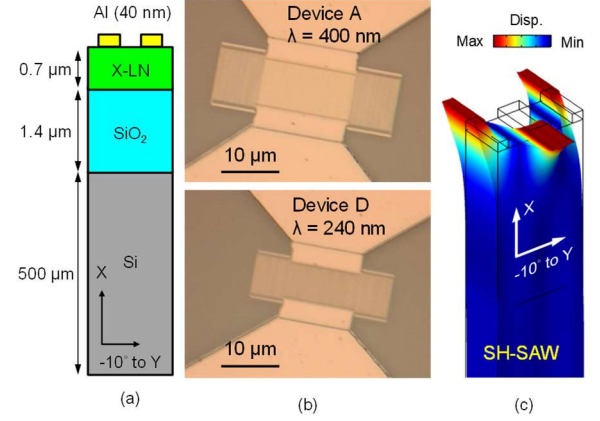 Al (40 nm)
0.7 µm
X-LN
1.4 µm
SiO₂
500 µm
Si
X
-10° to Y
(a)
Device A
λ = 400 nm
10 µm
Device D
λ = 240 nm
10 µm
(b)
Disp.
Max
Min
X
-10° to Y
SH-SAW
(c)